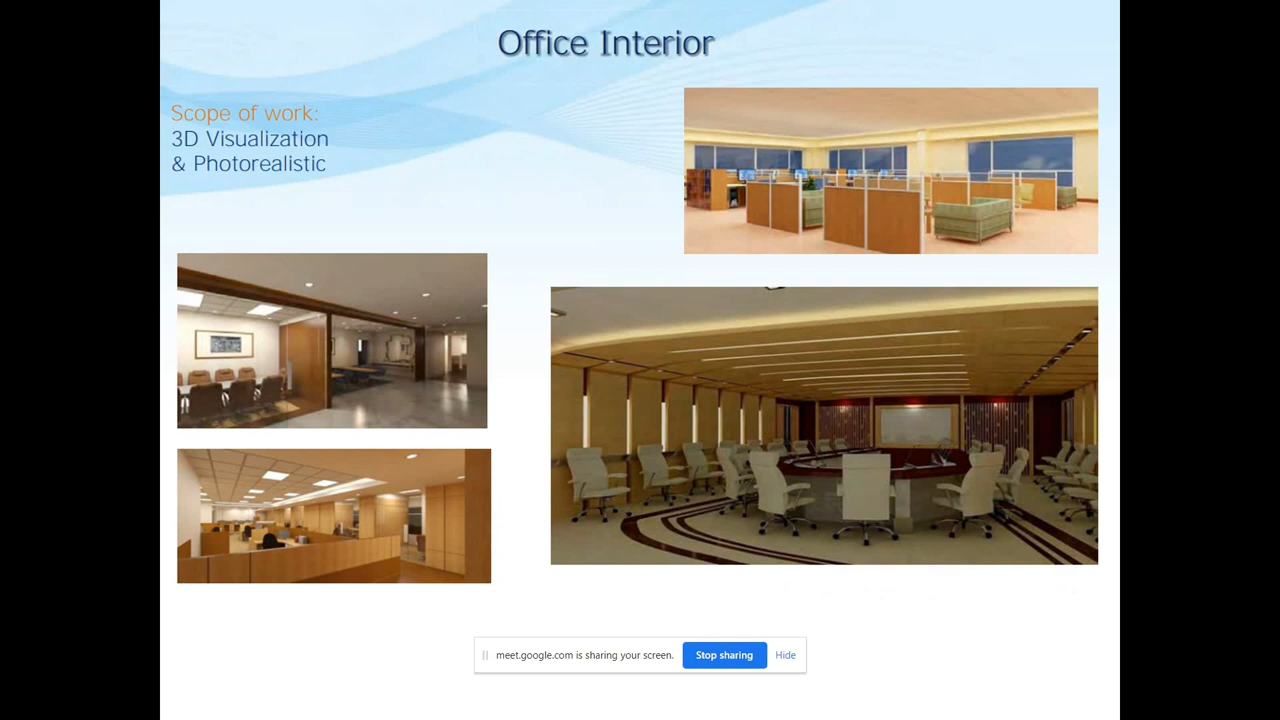 Office Interior
Scope of work:
3D Visualization
& Photorealistic
meet.google.com is sharing your screen.
Stop sharing
Hide